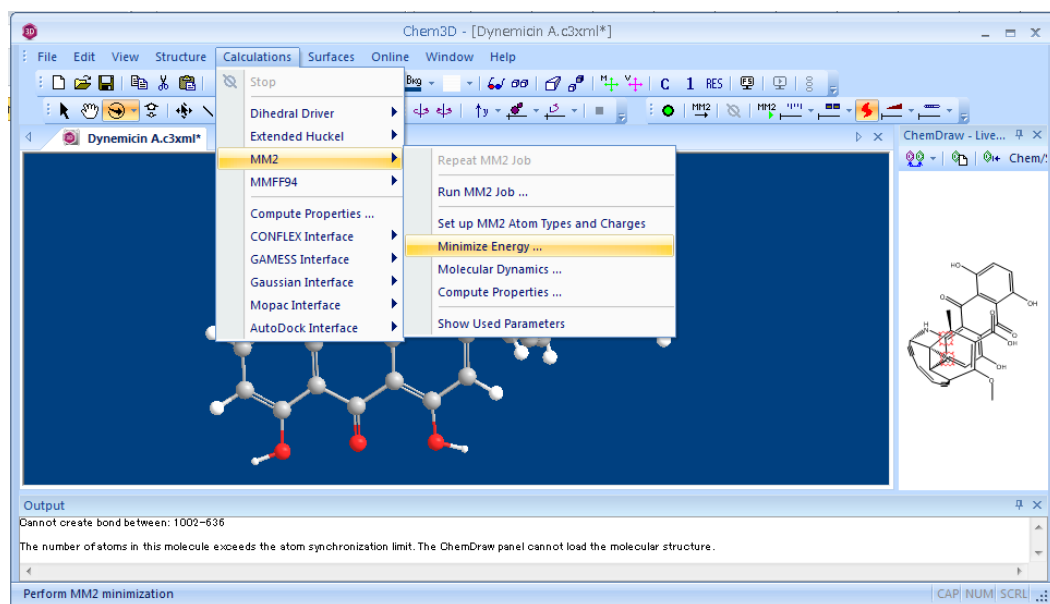 3D
Chem3D - [Dynemicin A.c3xml*]
File Edit View Structure Calculations Surfaces Online Window Help
Stop
Bkg
C 1 RES
MM2 MM2
Dihedral Driver
Extended Huckel
MM2
MMFF94
Compute Properties ...
CONFLEX Interface
GAMESS Interface
Gaussian Interface
Mopac Interface
AutoDock Interface
Repeat MM2 Job
Run MM2 Job ...
Set up MM2 Atom Types and Charges
Minimize Energy ...
Molecular Dynamics ...
Compute Properties ...
Show Used Parameters
Dynemicin A.c3xml*
ChemDraw - Live...
Chem/
HO
O
OH
O
O
H
N
OH
OH
O
Output
Cannot create bond between: 1002-636
The number of atoms in this molecule exceeds the atom synchronization limit. The ChemDraw panel cannot load the molecular structure.
Perform MM2 minimization
CAP NUM SCRL